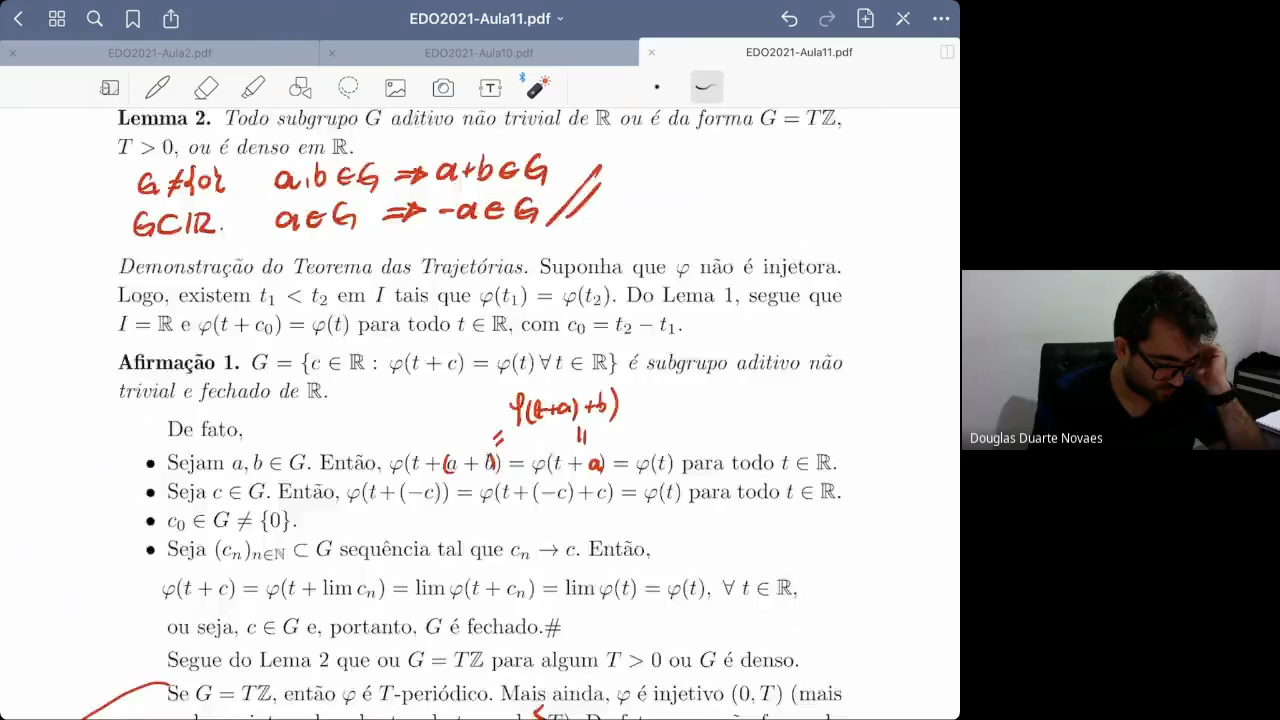 EDO2021-Aula11.pdf
EDO2021-Aula2.pdf
EDO2021-Aula10.pdf
EDO2021-Aula11.pdf
Lemma 2. Todo subgrupo G aditivo não trivial de ℝ ou é da forma G = Tℤ,
T > 0, ou é denso em ℝ.
G ≠ {0} a,b ∈ G ⇒ a+b ∈ G
G ⊂ ℝ. a ∈ G ⇒ -a ∈ G //
Demonstração do Teorema das Trajetórias. Suponha que φ não é injetora.
Logo, existem t₁ < t₂ em I tais que φ(t₁) = φ(t₂). Do Lema 1, segue que
I = ℝ e φ(t + c₀) = φ(t) para todo t ∈ ℝ, com c₀ = t₂ − t₁.
Afirmação 1. G = {c ∈ ℝ : φ(t + c) = φ(t) ∀ t ∈ ℝ} é subgrupo aditivo não
trivial e fechado de ℝ.
φ((t+a)+b)
De fato,
= ||
• Sejam a, b ∈ G. Então, φ(t + (a + b)) = φ(t + a) = φ(t) para todo t ∈ ℝ.
• Seja c ∈ G. Então, φ(t + (−c)) = φ(t + (−c) + c) = φ(t) para todo t ∈ ℝ.
• c₀ ∈ G ≠ {0}.
• Seja (cₙ)ₙ∈ℕ ⊂ G sequência tal que cₙ → c. Então,
φ(t + c) = φ(t + lim cₙ) = lim φ(t + cₙ) = lim φ(t) = φ(t), ∀ t ∈ ℝ,
ou seja, c ∈ G e, portanto, G é fechado.#
Segue do Lema 2 que ou G = Tℤ para algum T > 0 ou G é denso.
Se G = Tℤ, então φ é T-periódico. Mais ainda, φ é injetivo (0, T) (mais
Douglas Duarte Novaes